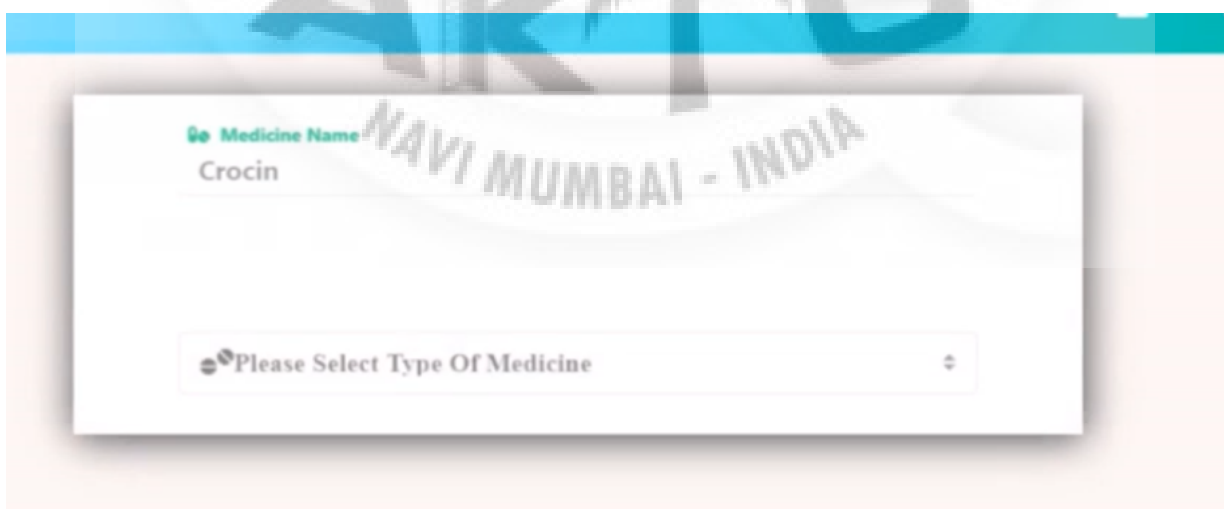 Medicine Name
Crocin
NAVI MUMBAI - INDIA
Please Select Type Of Medicine